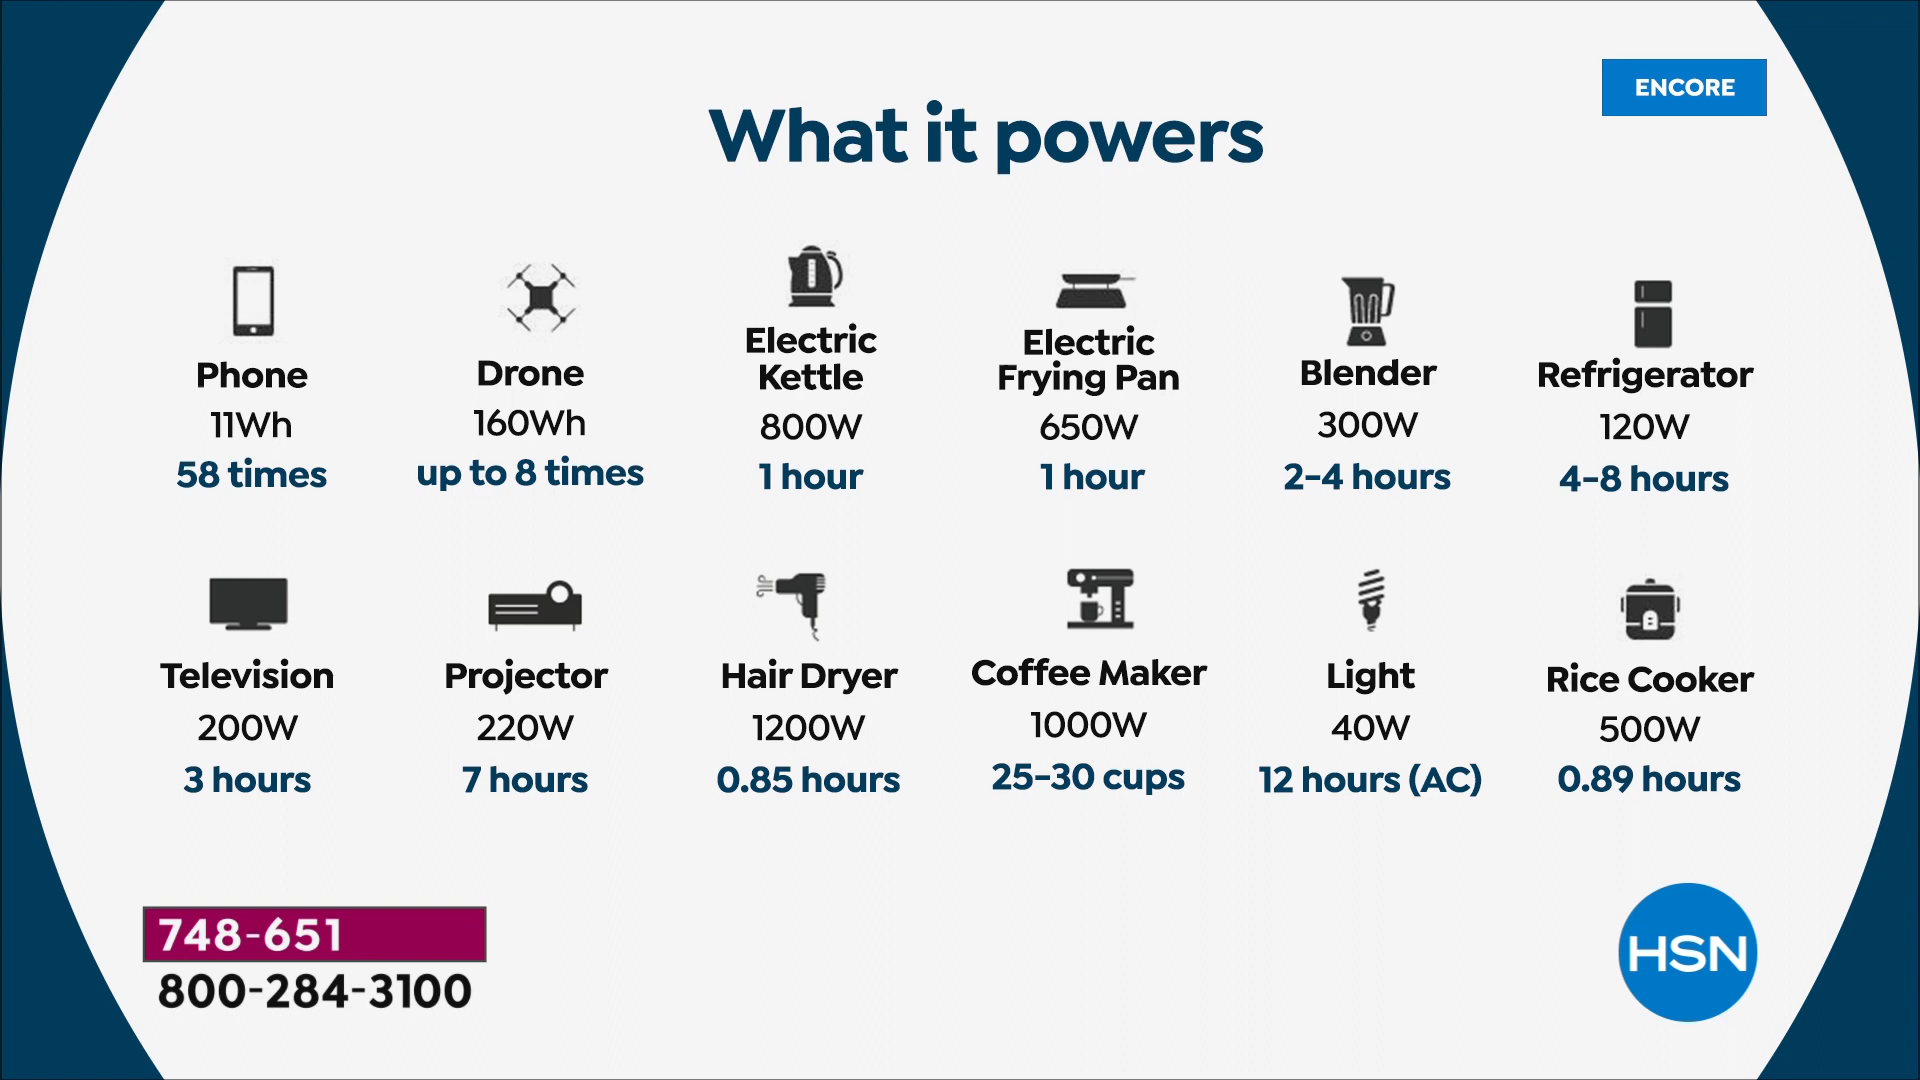 ENCORE
What it powers
Phone
11Wh
58 times
Drone
160Wh
up to 8 times
Electric
Kettle
800W
1 hour
Electric
Frying Pan
650W
1 hour
Blender
300W
2-4 hours
Refrigerator
120W
4-8 hours
Television
200W
3 hours
Projector
220W
7 hours
Hair Dryer
1200W
0.85 hours
Coffee Maker
1000W
25-30 cups
Light
40W
12 hours (AC)
Rice Cooker
500W
0.89 hours
748-651
800-284-3100
HSN